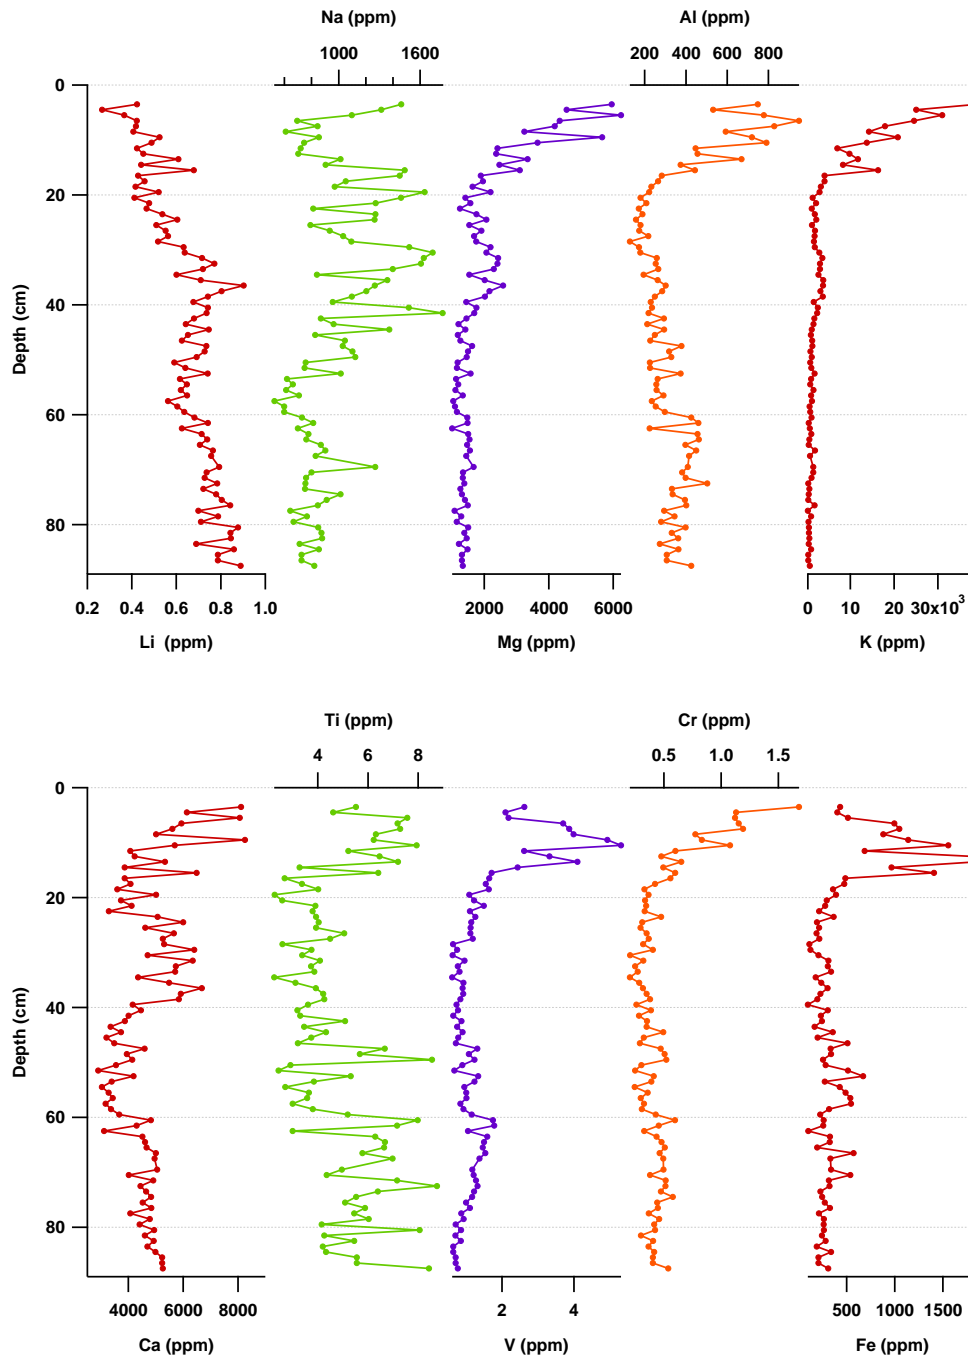 Na (ppm)
Al (ppm)
1000 1600
200 400 600 800
0
20
40
60
80
Depth (cm)
0.2 0.4 0.6 0.8 1.0
2000 4000 6000
0 10 20 30x10³
Li (ppm)
Mg (ppm)
K (ppm)
Ti (ppm)
Cr (ppm)
4 6 8
0.5 1.0 1.5
0
20
40
60
80
Depth (cm)
4000 6000 8000
2 4
500 1000 1500
Ca (ppm)
V (ppm)
Fe (ppm)